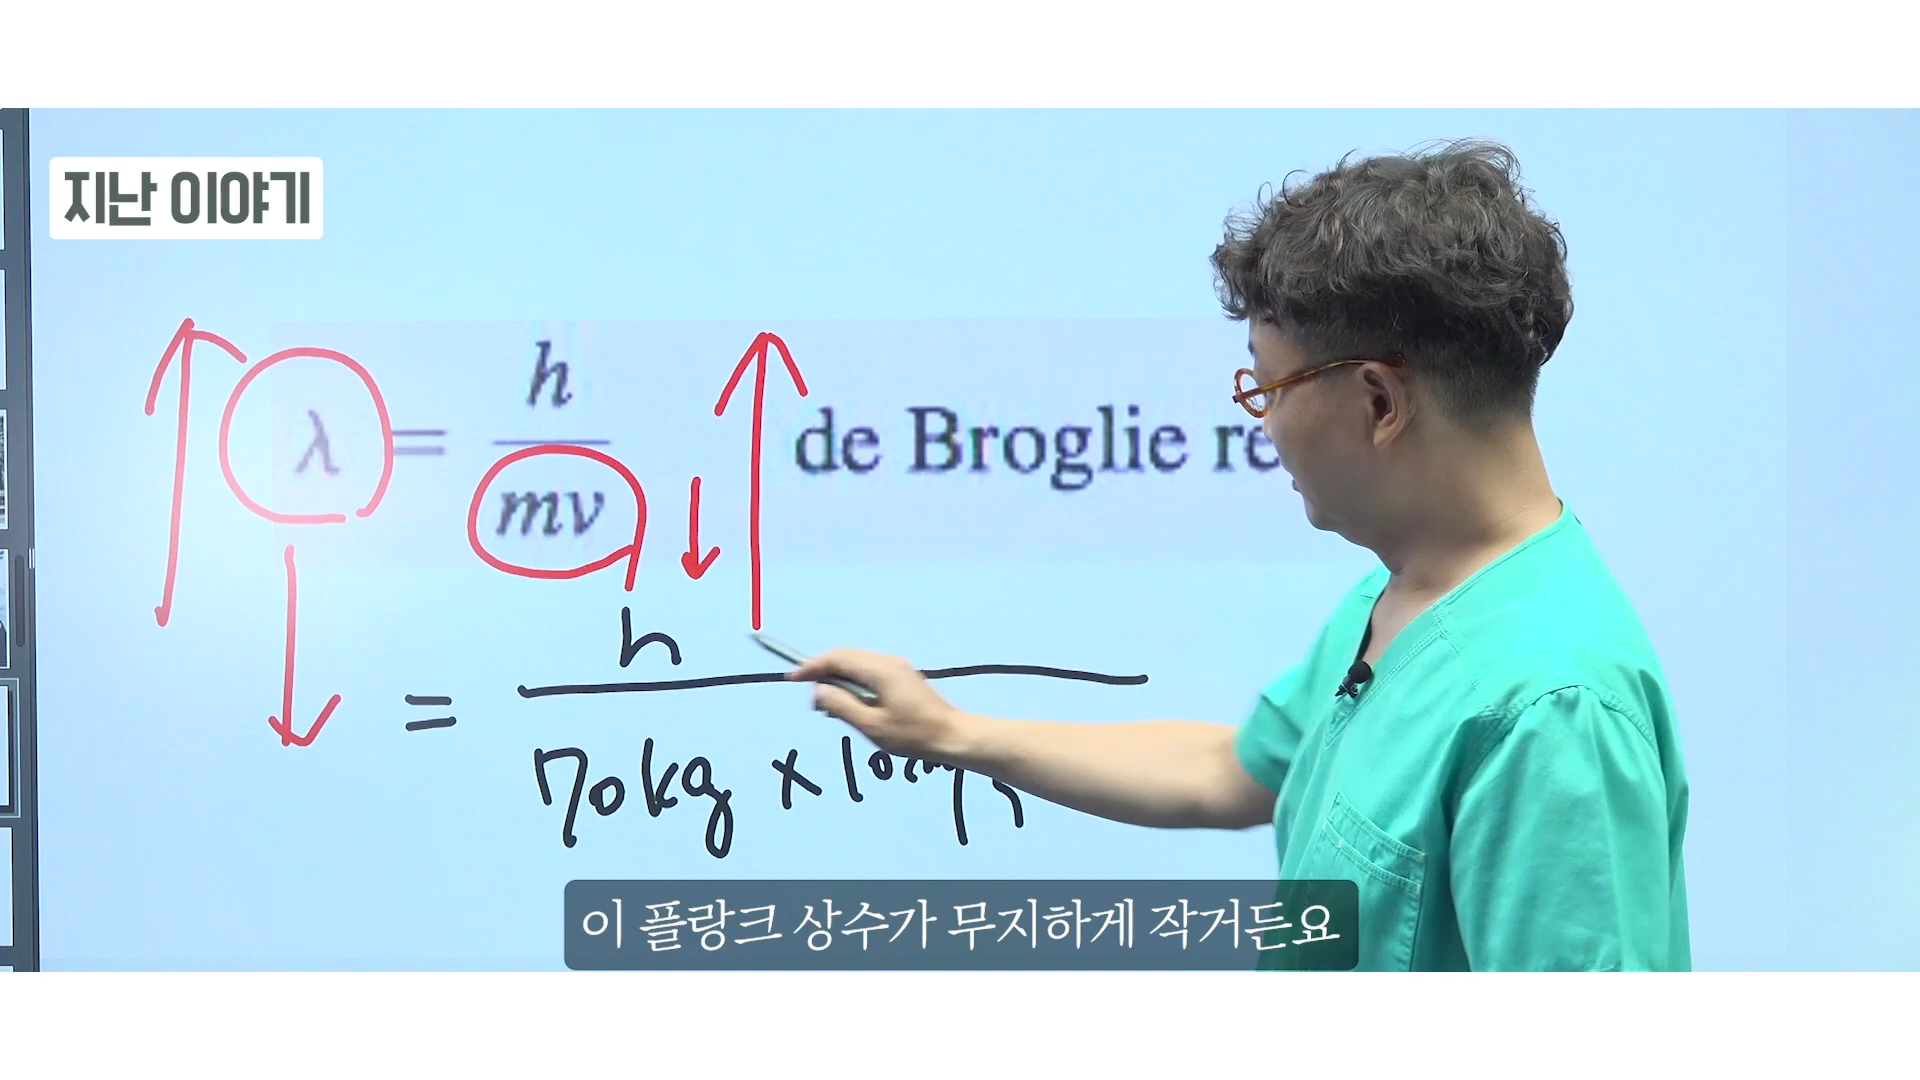 지난 이야기
λ = h / mv de Broglie re
h
=
70kg ×
이 플랑크 상수가 무지하게 작거든요